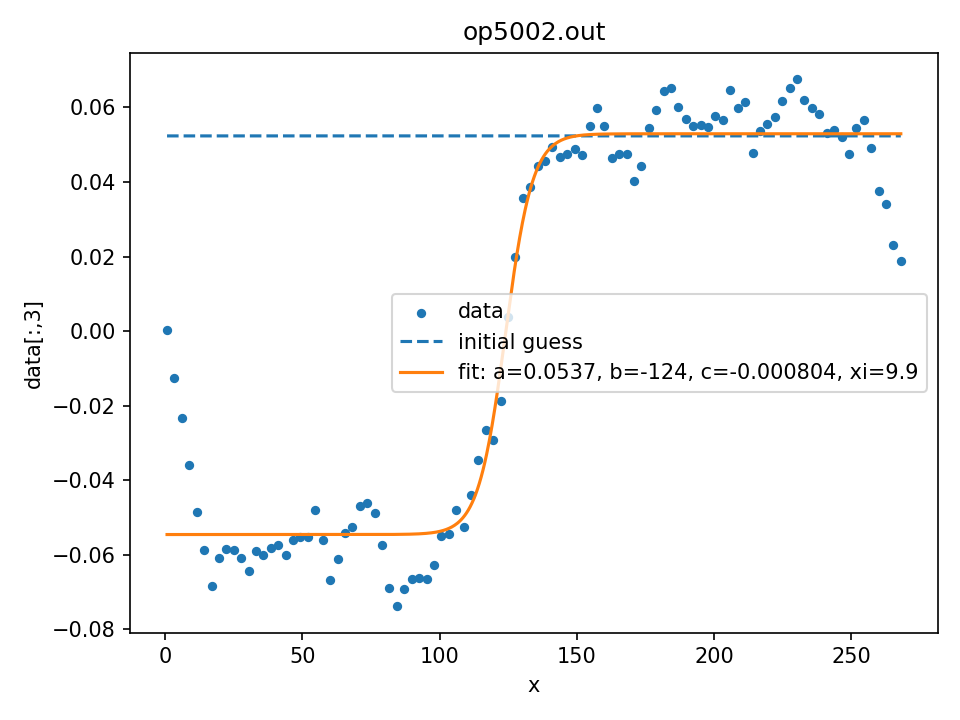 op5002.out
data[:,3]
0.06
0.04
0.02
0.00
−0.02
−0.04
−0.06
−0.08
data
initial guess
fit: a=0.0537, b=-124, c=-0.000804, xi=9.9
0 50 100 150 200 250
x